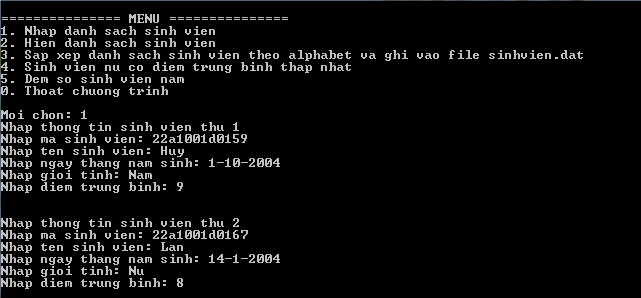 ================ MENU ================
1. Nhap danh sach sinh vien
2. Hien danh sach sinh vien
3. Sap xep danh sach sinh vien theo alphabet va ghi vao file sinhvien.dat
4. Sinh vien nu co diem trung binh thap nhat
5. Dem so sinh vien nam
0. Thoat chuong trinh
Moi chon: 1
Nhap thong tin sinh vien thu 1
Nhap ma sinh vien: 22a1001d0159
Nhap ten sinh vien: Huy
Nhap ngay thang nam sinh: 1-10-2004
Nhap gioi tinh: Nam
Nhap diem trung binh: 9
Nhap thong tin sinh vien thu 2
Nhap ma sinh vien: 22a1001d0167
Nhap ten sinh vien: Lan
Nhap ngay thang nam sinh: 14-1-2004
Nhap gioi tinh: Nu
Nhap diem trung binh: 8